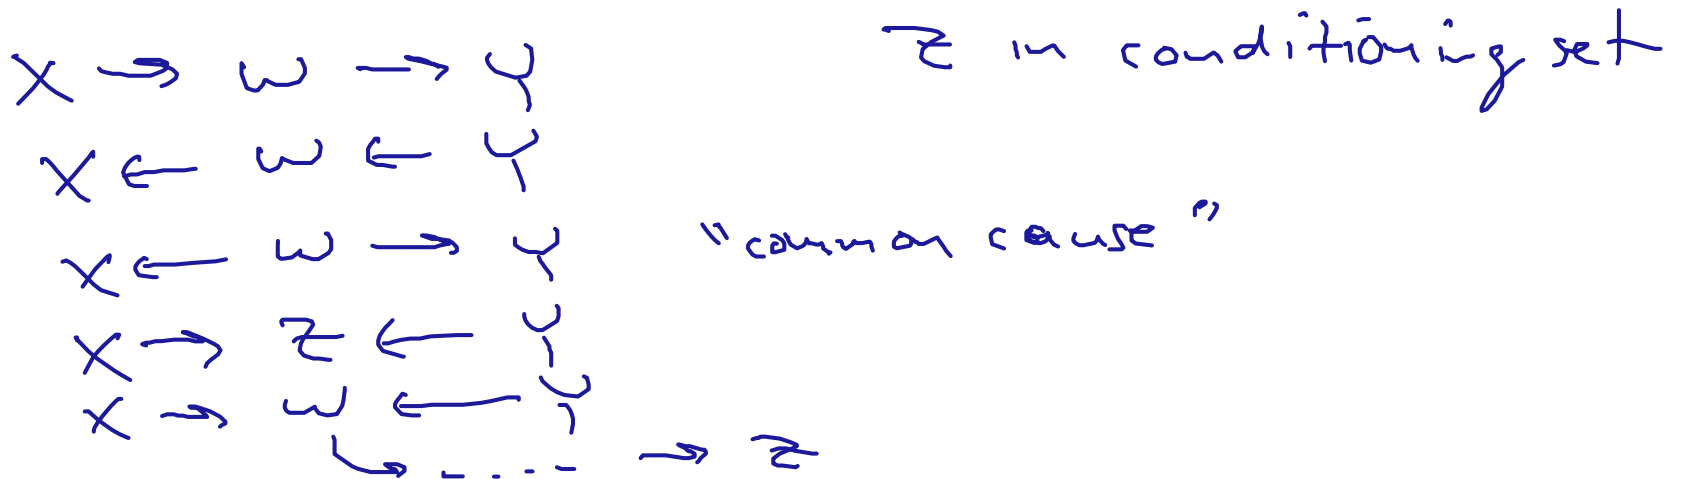 X → W → Y
Z in conditioning set
X ← W ← Y
X ← W → Y
"common cause"
X → Z ← Y
X → W ← Y
↳ - - - - → Z